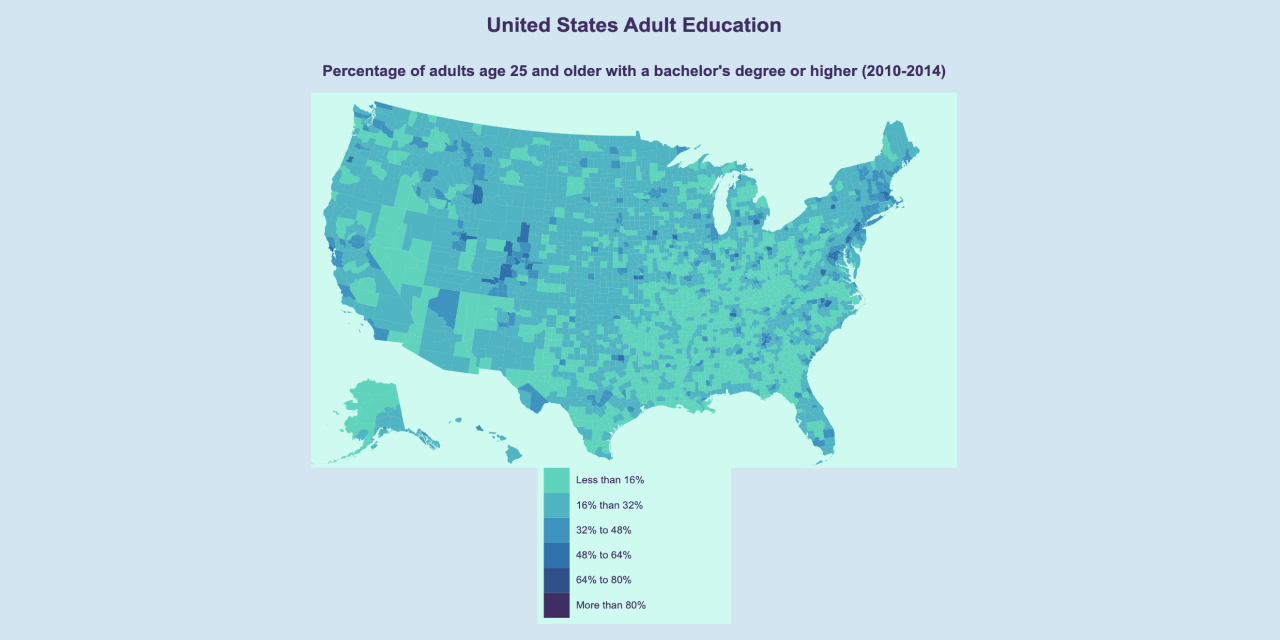 United States Adult Education
Percentage of adults age 25 and older with a bachelor's degree or higher (2010-2014)
Less than 16%
16% than 32%
32% to 48%
48% to 64%
64% to 80%
More than 80%